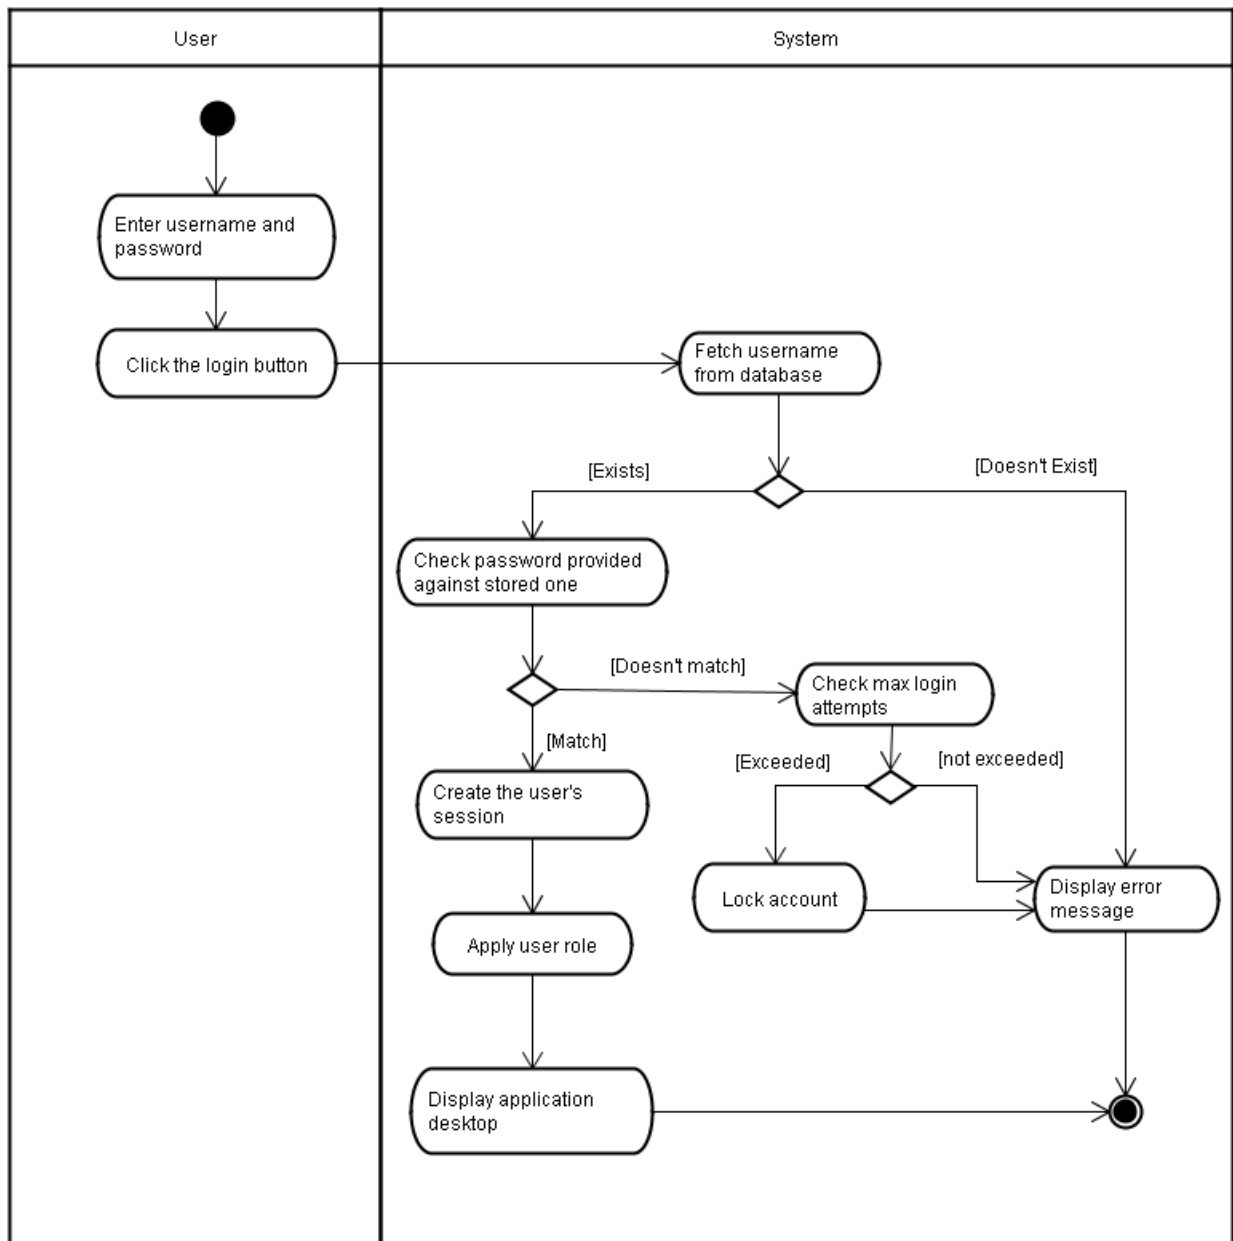 User
System
Enter username and
password
Click the login button
Fetch username
from database
[Exists]
[Doesn't Exist]
Check password provided
against stored one
[Doesn't match]
Check max login
attempts
[Match]
[Exceeded]
[not exceeded]
Create the user's
session
Lock account
Display error
message
Apply user role
Display application
desktop